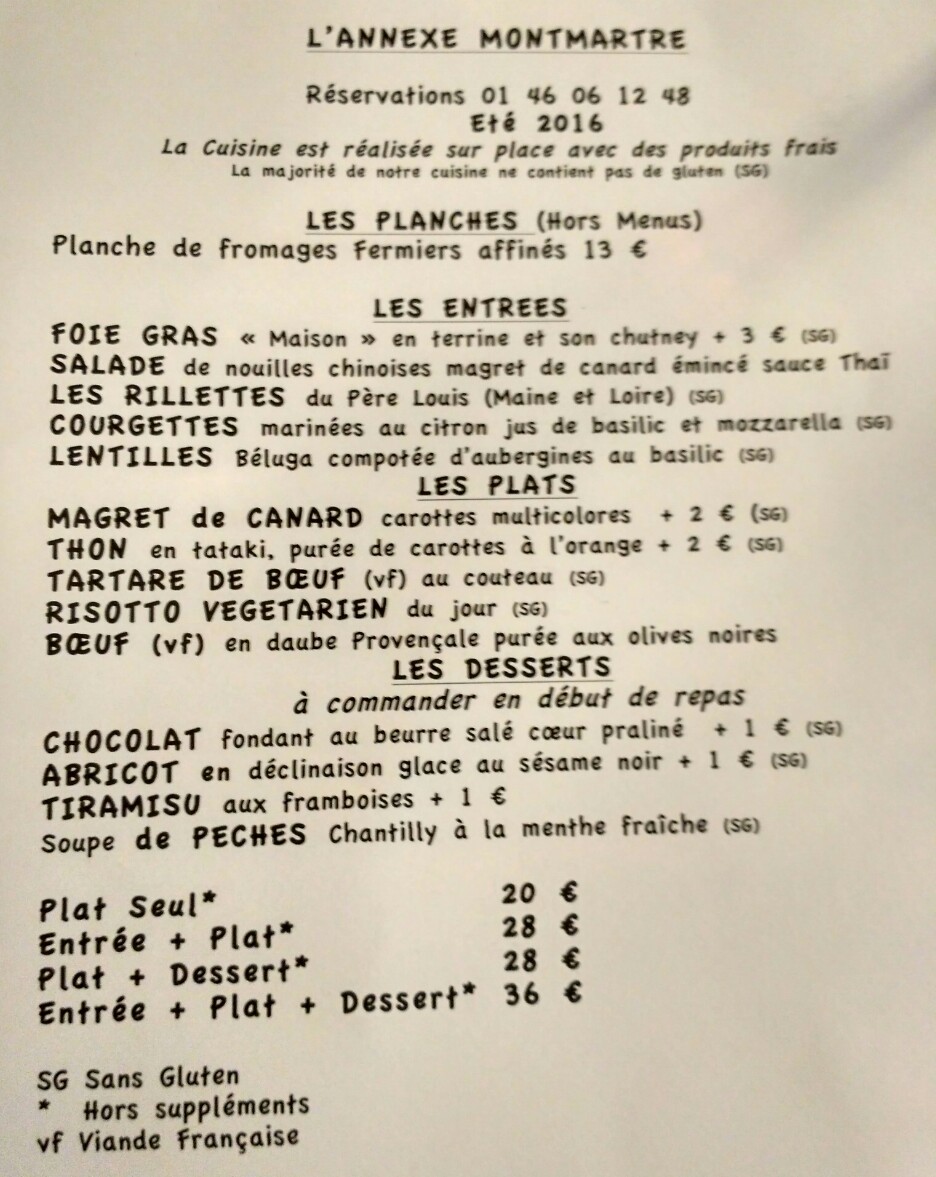 L'ANNEXE MONTMARTRE
Réservations 01 46 06 12 48
Eté 2016
La Cuisine est réalisée sur place avec des produits frais
La majorité de notre cuisine ne contient pas de gluten (SG)
LES PLANCHES (Hors Menus)
Planche de fromages Fermiers affinés 13 €
LES ENTREES
FOIE GRAS « Maison » en terrine et son chutney + 3 € (SG)
SALADE de nouilles chinoises magret de canard émincé sauce Thaï
LES RILLETTES du Père Louis (Maine et Loire) (SG)
COURGETTES marinées au citron jus de basilic et mozzarella (SG)
LENTILLES Béluga compotée d'aubergines au basilic (SG)
LES PLATS
MAGRET de CANARD carottes multicolores + 2 € (SG)
THON en tataki, purée de carottes à l'orange + 2 € (SG)
TARTARE DE BŒUF (vf) au couteau (SG)
RISOTTO VEGETARIEN du jour (SG)
BŒUF (vf) en daube Provençale purée aux olives noires
LES DESSERTS
à commander en début de repas
CHOCOLAT fondant au beurre salé cœur praliné + 1 € (SG)
ABRICOT en déclinaison glace au sésame noir + 1 € (SG)
TIRAMISU aux framboises + 1 €
Soupe de PECHES Chantilly à la menthe fraîche (SG)
Plat Seul* 20 €
Entrée + Plat* 28 €
Plat + Dessert* 28 €
Entrée + Plat + Dessert* 36 €
SG Sans Gluten
* Hors suppléments
vf Viande Française